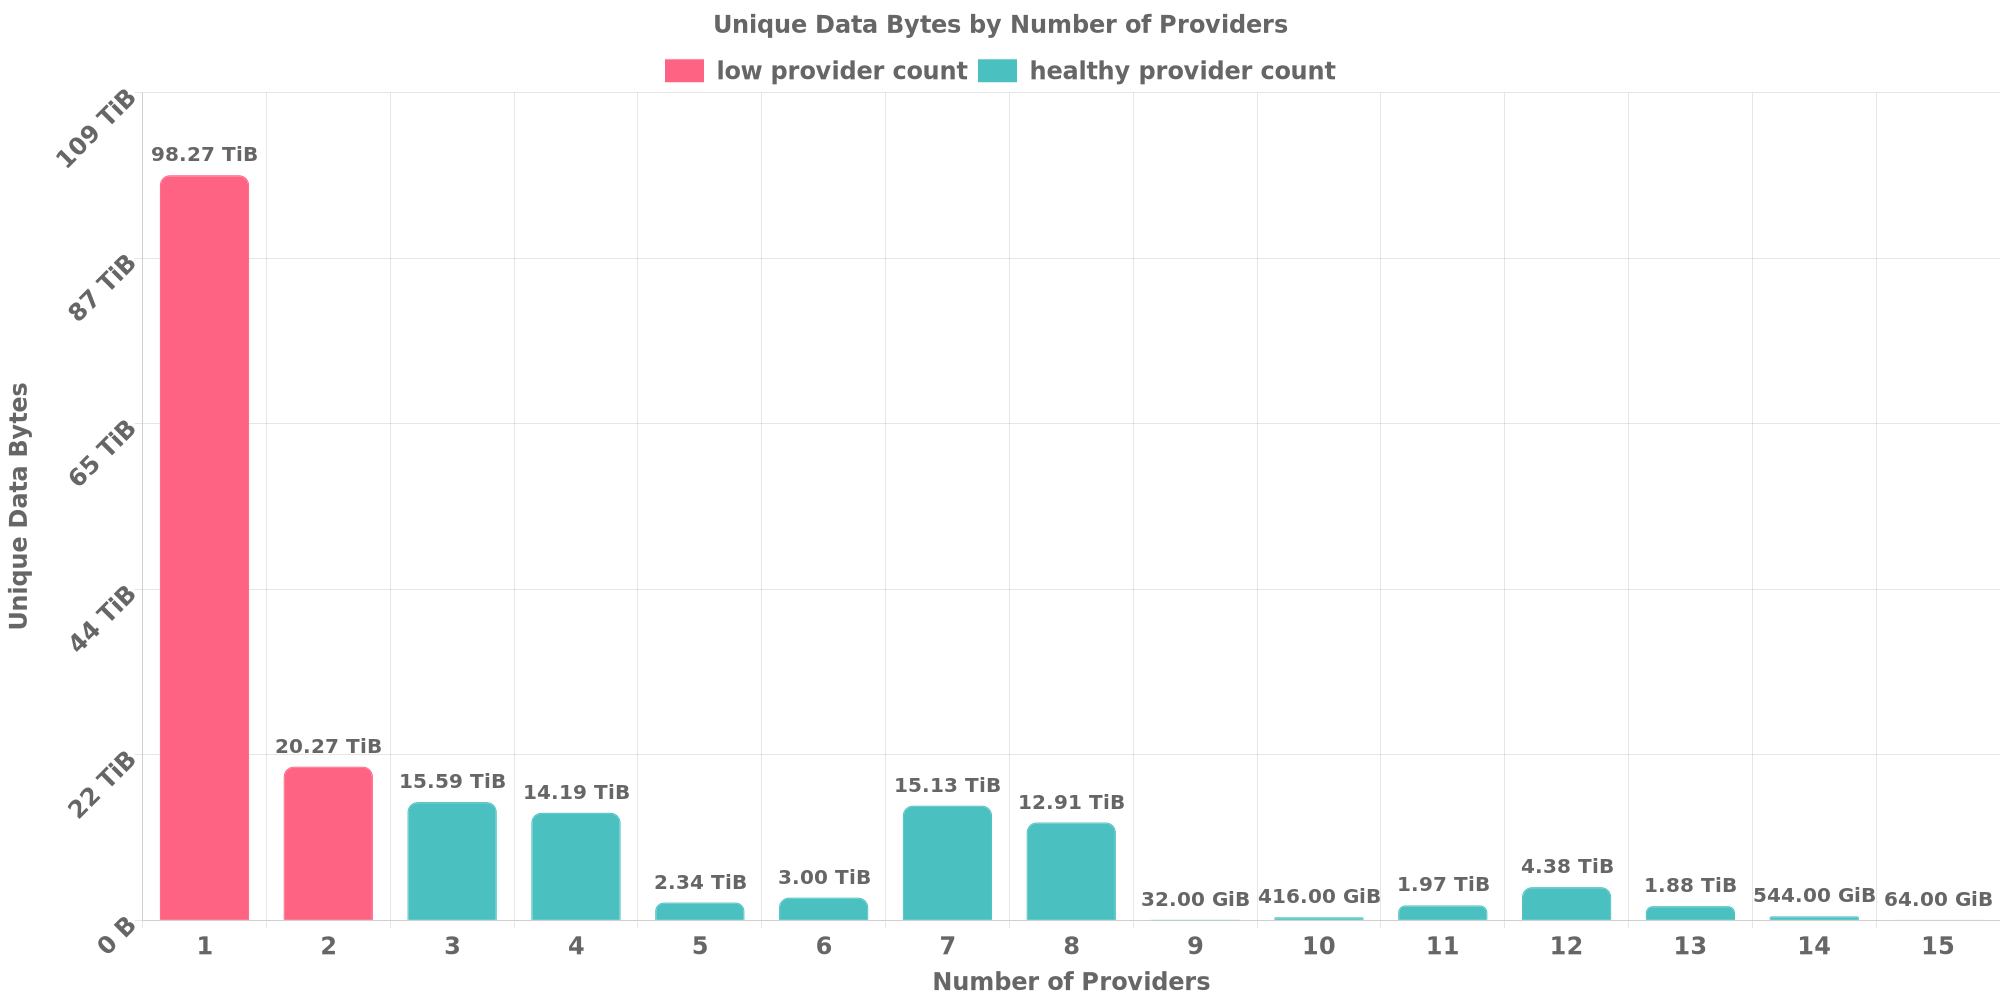 Unique Data Bytes by Number of Providers
low provider count healthy provider count
109 TiB
87 TiB
65 TiB
44 TiB
22 TiB
0 B
Unique Data Bytes
98.27 TiB
20.27 TiB
15.59 TiB
14.19 TiB
2.34 TiB
3.00 TiB
15.13 TiB
12.91 TiB
32.00 GiB
416.00 GiB
1.97 TiB
4.38 TiB
1.88 TiB
544.00 GiB
64.00 GiB
1 2 3 4 5 6 7 8 9 10 11 12 13 14 15
Number of Providers